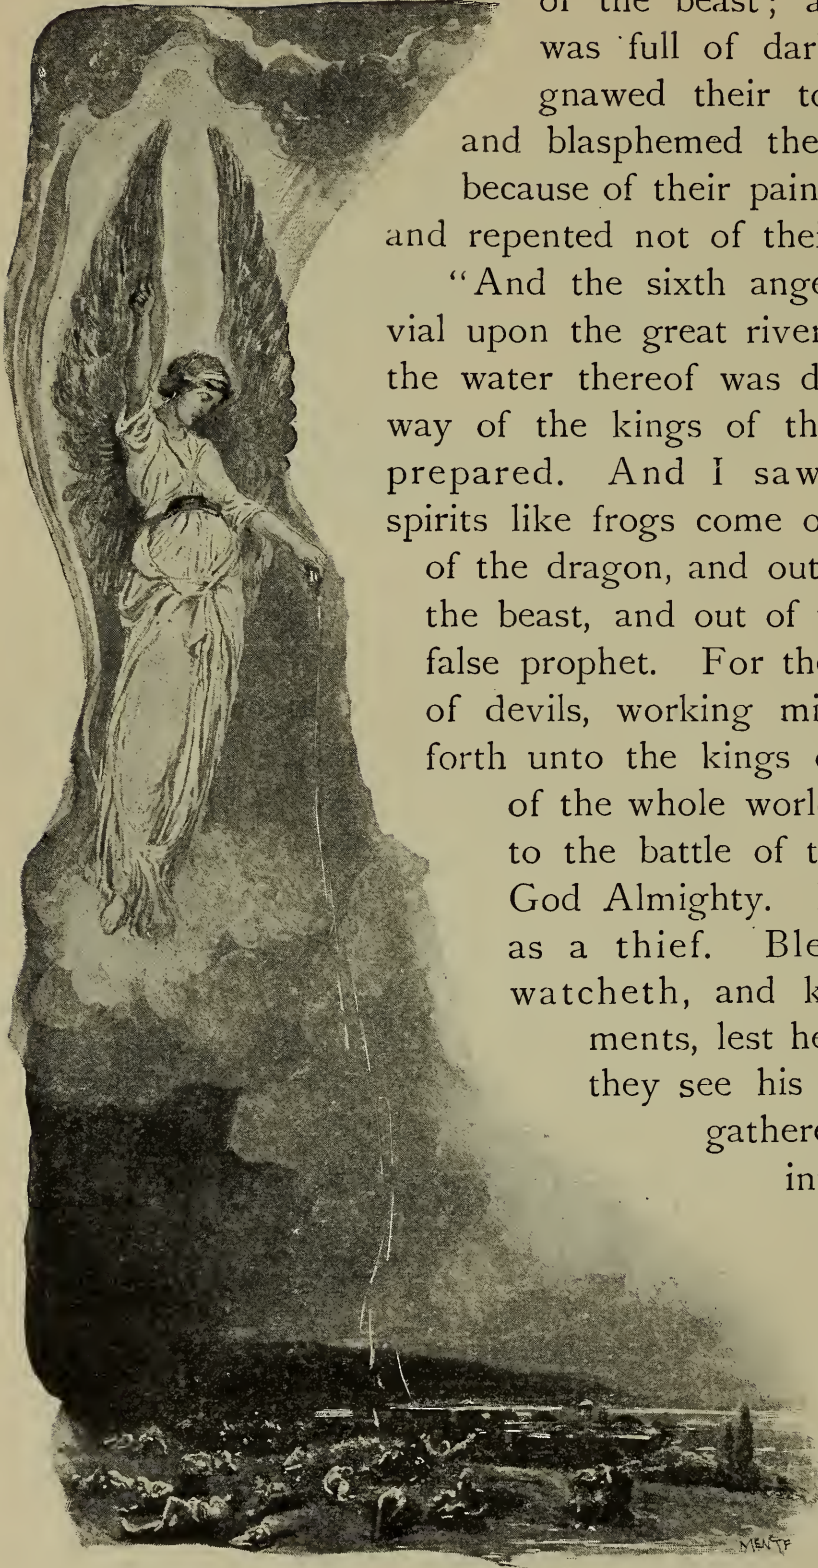 of the beast; a
was full of dar
gnawed their to
and blasphemed the
because of their pain
and repented not of thei
"And the sixth ange
vial upon the great river
the water thereof was d
way of the kings of th
prepared. And I saw
spirits like frogs come o
of the dragon, and out
the beast, and out of
false prophet. For the
of devils, working mi
forth unto the kings o
of the whole worl
to the battle of t
God Almighty.
as a thief. Ble
watcheth, and k
ments, lest he
they see his
gathere
in
MENTE